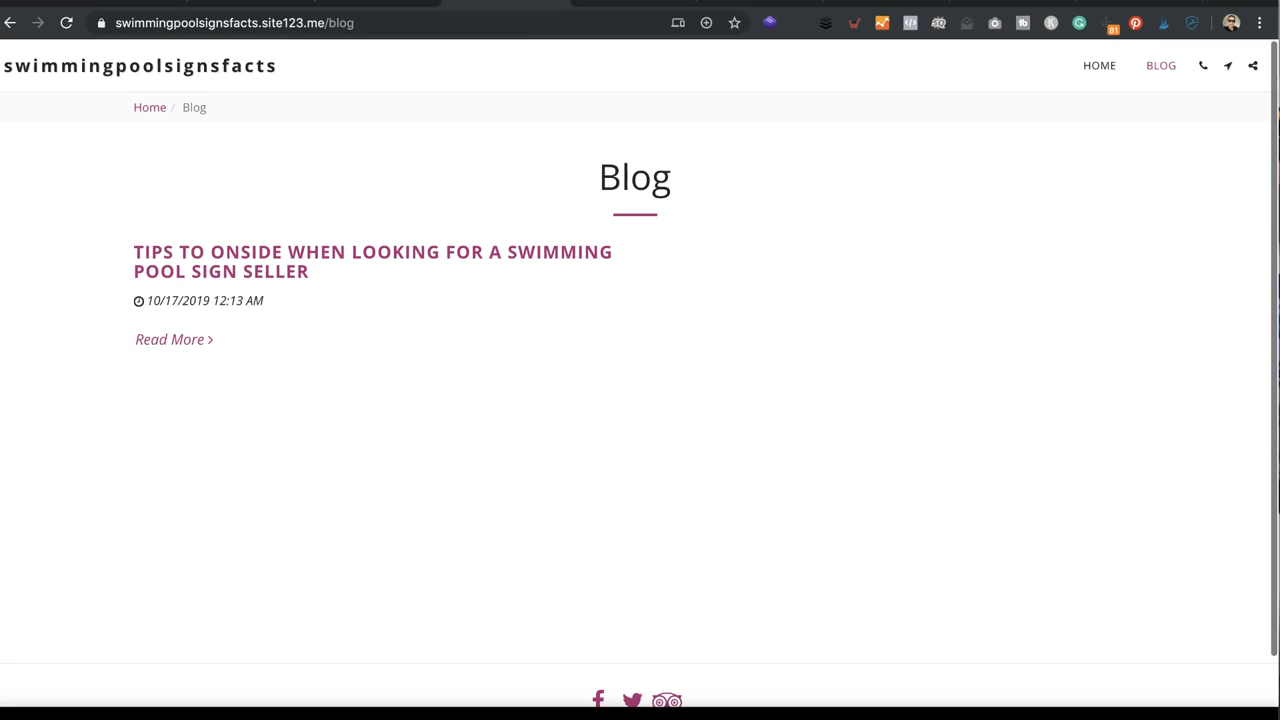 swimmingpoolsignsfacts.site123.me/blog
81
swimmingpoolsignsfacts
HOME
BLOG
Home / Blog
Blog
TIPS TO ONSIDE WHEN LOOKING FOR A SWIMMING
POOL SIGN SELLER
10/17/2019 12:13 AM
Read More >